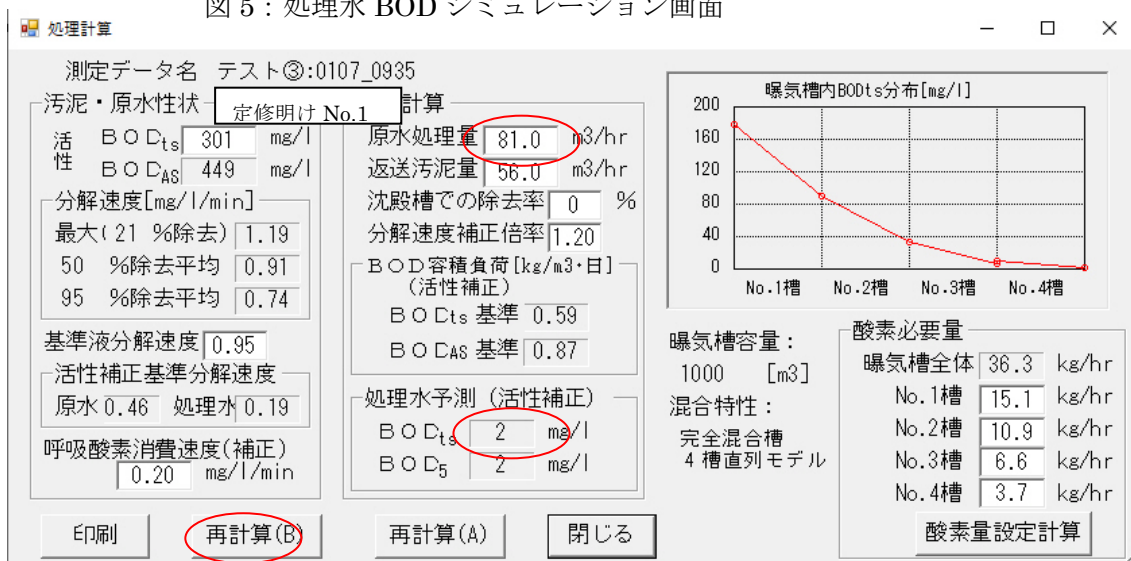 図 5：処理水 BOD シミュレーション画面
処理計算
測定データ名 テスト③:0107_0935
汚泥・原水性状
定修明け No.1
計算
活性
ＢＯＤts 301 mg/l
ＢＯＤAS 449 mg/l
分解速度[mg/l/min]
最大(21 %除去) 1.19
50 %除去平均 0.91
95 %除去平均 0.74
基準液分解速度 0.95
活性補正基準分解速度
原水 0.46 処理水 0.19
呼吸酸素消費速度(補正)
0.20 mg/l/min
原水処理量 81.0 m3/hr
返送汚泥量 56.0 m3/hr
沈殿槽での除去率 0 %
分解速度補正倍率 1.20
ＢＯＤ容積負荷[kg/m3・日]
(活性補正)
ＢＯＤts 基準 0.59
ＢＯＤAS 基準 0.87
処理水予測（活性補正）
ＢＯＤts 2 mg/l
ＢＯＤ5 2 mg/l
曝気槽内BODts分布[mg/l]
200
160
120
80
40
0
No.1槽 No.2槽 No.3槽 No.4槽
曝気槽容量：
1000 [m3]
混合特性：
完全混合槽
４槽直列モデル
酸素必要量
曝気槽全体 36.3 kg/hr
No.1槽 15.1 kg/hr
No.2槽 10.9 kg/hr
No.3槽 6.6 kg/hr
No.4槽 3.7 kg/hr
酸素量設定計算
印刷 再計算(B) 再計算(A) 閉じる